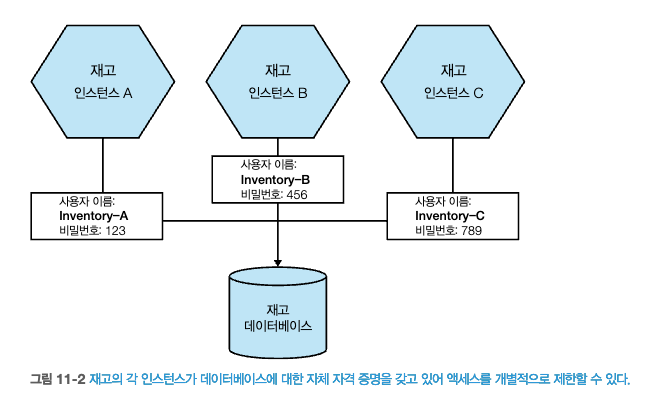 재고
인스턴스 A
재고
인스턴스 B
재고
인스턴스 C
사용자 이름:
Inventory-A
비밀번호: 123
사용자 이름:
Inventory-B
비밀번호: 456
사용자 이름:
Inventory-C
비밀번호: 789
재고
데이터베이스
그림 11-2 재고의 각 인스턴스가 데이터베이스에 대한 자체 자격 증명을 갖고 있어 액세스를 개별적으로 제한할 수 있다.